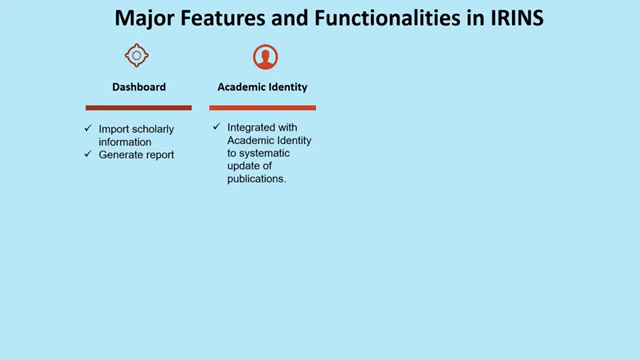 Major Features and Functionalities in IRINS
Dashboard
✓ Import scholarly
information
✓ Generate report
Academic Identity
✓ Integrated with
Academic Identity
to systematic
update of
publications.